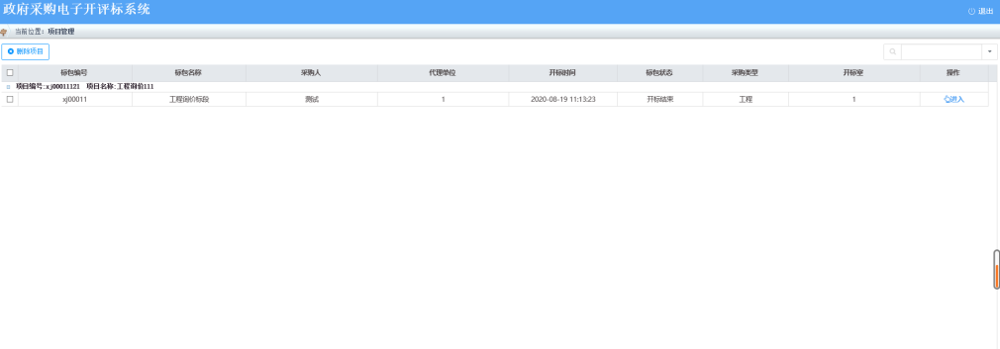 政府采购电子开评标系统
退出
当前位置：项目管理
删除项目
标包编号 标包名称 采购人 代理单位 开标时间 标包状态 采购类型 开标室 操作
项目编号:xj00011121 项目名称:工程询价111
xj00011 工程询价标段 测试 1 2020-08-19 11:13:23 开标结束 工程 1 进入